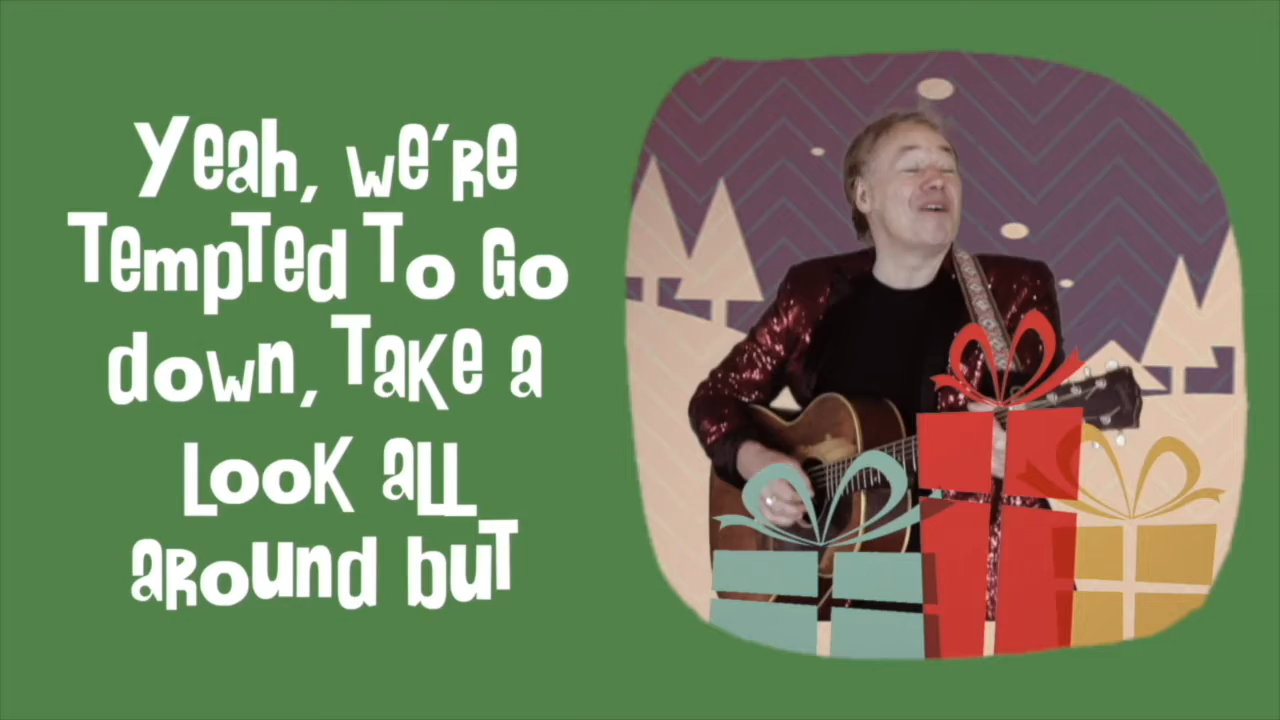 Yeah, we're
Tempted To Go
down, Take a
Look all
around but